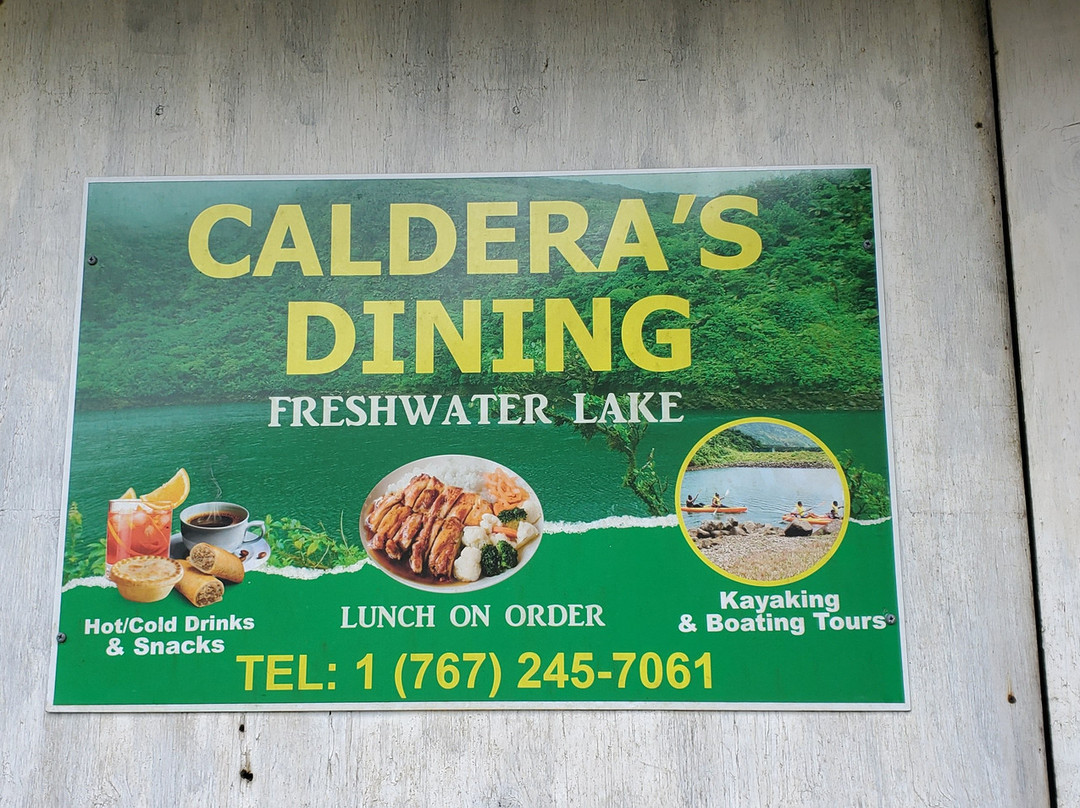 CALDERA'S
DINING
FRESHWATER LAKE
Hot/Cold Drinks
& Snacks
LUNCH ON ORDER
Kayaking
& Boating Tours
TEL: 1 (767) 245-7061